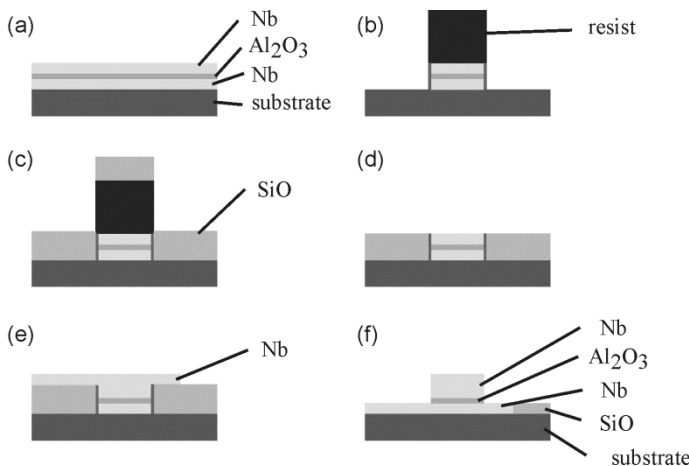 (a)
Nb
Al₂O₃
Nb
substrate
(b)
resist
(c)
SiO
(d)
(e)
Nb
(f)
Nb
Al₂O₃
Nb
SiO
substrate